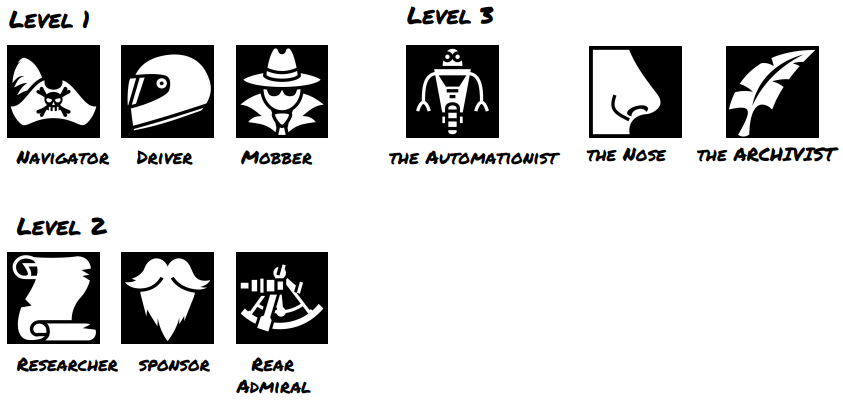 Level 1
Navigator
Driver
Mobber
Level 2
Researcher
sponsor
Rear
Admiral
Level 3
the Automationist
the Nose
the ARCHIVIST